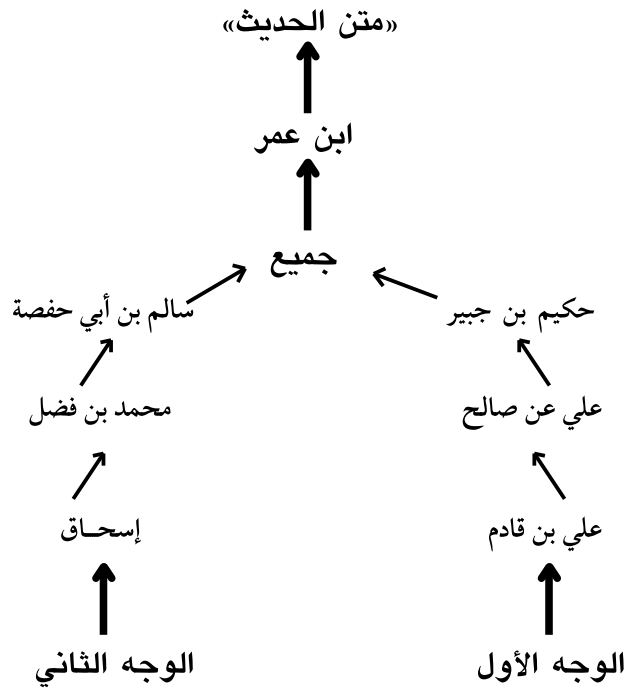 «متن الحديث»
ابن عمر
جميع
حكيم بن جبير
سالم بن أبي حفصة
علي عن صالح
محمد بن فضل
علي بن قادم
إسحـاق
الوجه الأول
الوجه الثاني